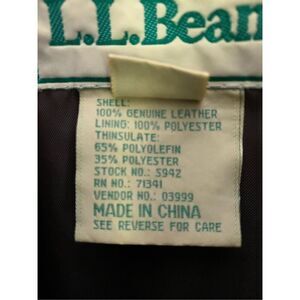 L.L.Bean
SHELL:
100% GENUINE LEATHER
LINING: 100% POLYESTER
THINSULATE:
65% POLYOLEFIN
35% POLYESTER
STOCK NO.: 5942
RN NO.: 71341
VENDOR NO.: 03999
MADE IN CHINA
SEE REVERSE FOR CARE